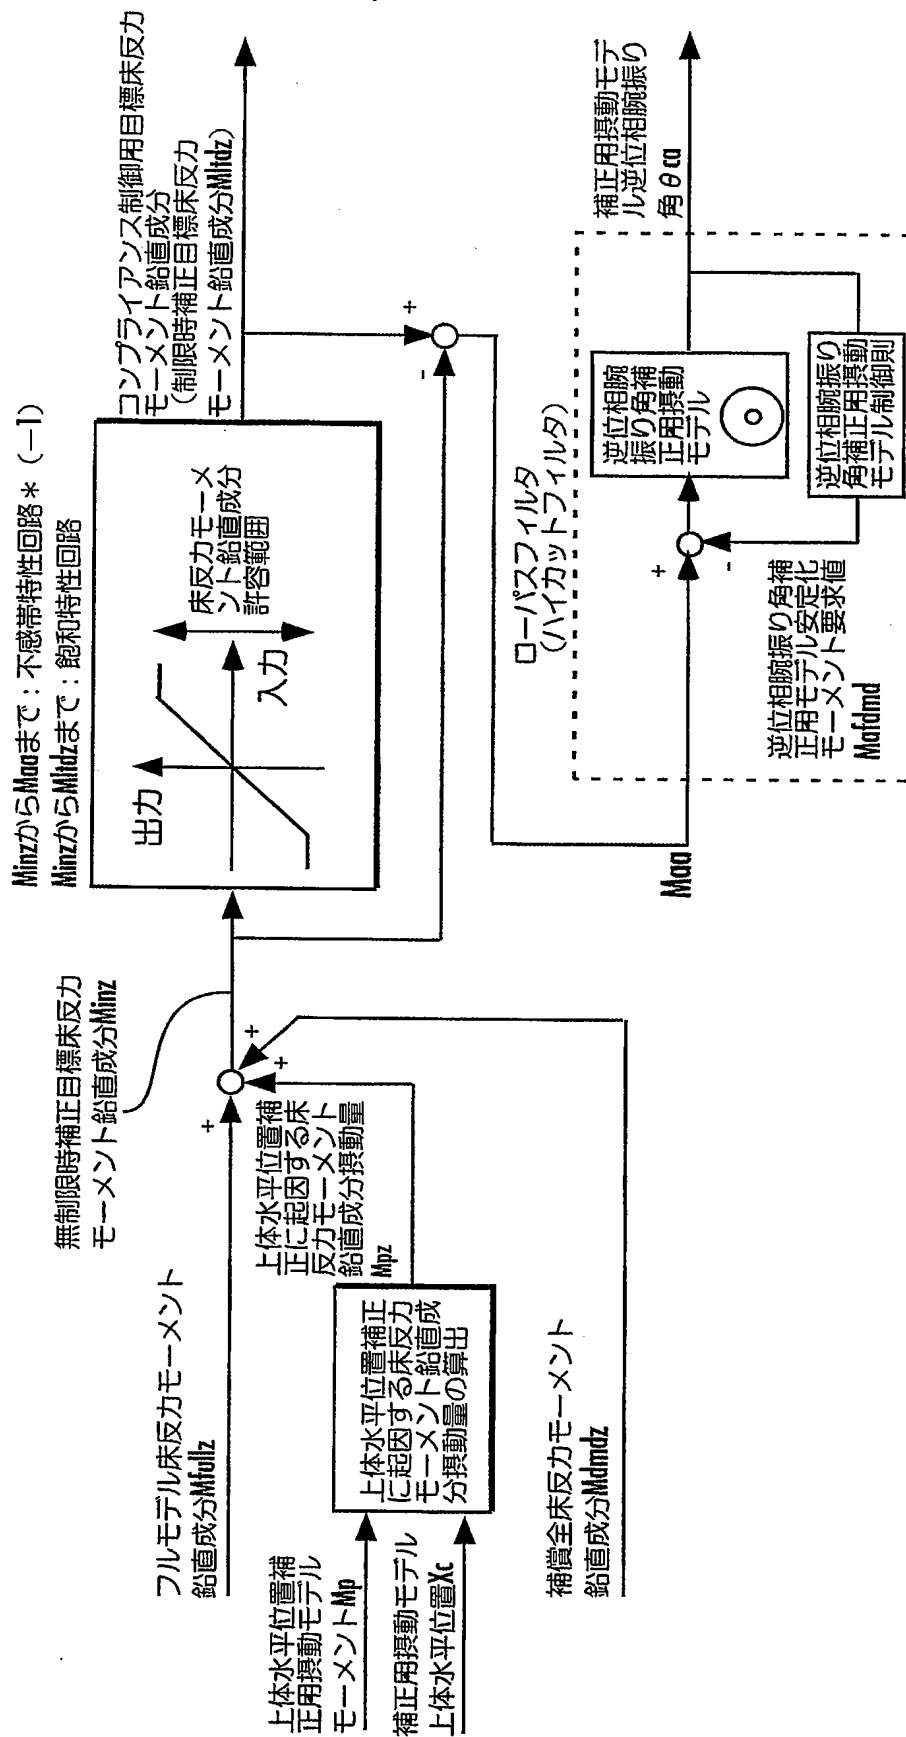 MinzからMaaまで：不感帯特性回路＊（－1）
MinzからMltdzまで：飽和特性回路
フルモデル床反力モーメント
鉛直成分Mfullz
無制限時補正目標床反力
モーメント鉛直成分Minz
出力
入力
床反力モーメ
ント鉛直成分
許容範囲
コンプライアンス制御用目標床反力
モーメント鉛直成分
（制限時補正目標床反力
モーメント鉛直成分Mltdz）
上体水平位置補
正用摂動モデル
モーメントMp
補正用摂動モデル
上体水平位置Xc
上体水平位置補正
に起因する床反力
モーメント鉛直成
分摂動量の算出
上体水平位置補
正に起因する床
反力モーメント
鉛直成分摂動量
Mpz
補償全床反力モーメント
鉛直成分Mdmdz
+
+
+
+
-
Maa
ローパスフィルタ
（ハイカットフィルタ）
+
-
逆位相腕
振り角補
正用摂動
モデル
逆位相腕振り
角補正用摂動
モデル制御則
逆位相腕振り角補
正用モデル安定化
モーメント要求値
Mafdmd
補正用摂動モデ
ル逆位相腕振り
角θca